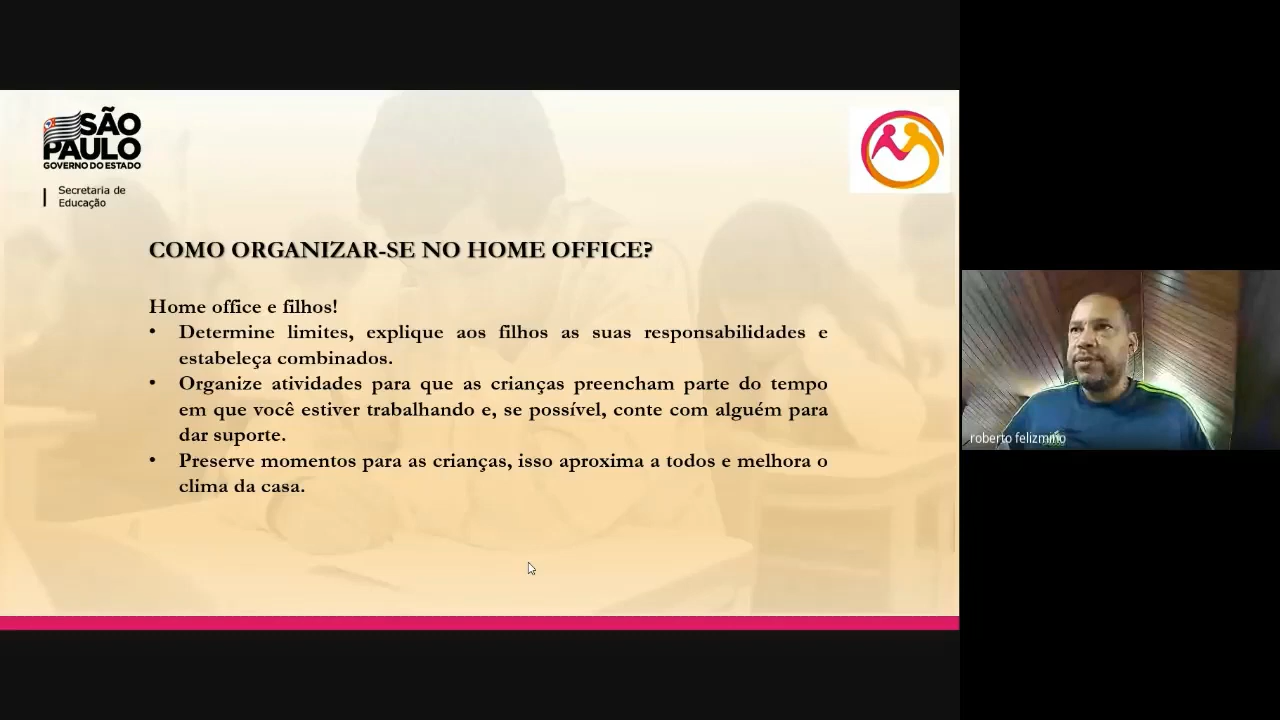 SÃO
PAULO
GOVERNO DO ESTADO
Secretaria de
Educação
COMO ORGANIZAR-SE NO HOME OFFICE?
Home office e filhos!
• Determine limites, explique aos filhos as suas responsabilidades e
estabeleça combinados.
• Organize atividades para que as crianças preencham parte do tempo
em que você estiver trabalhando e, se possível, conte com alguém para
dar suporte.
• Preserve momentos para as crianças, isso aproxima a todos e melhora o
clima da casa.
roberto felizmino